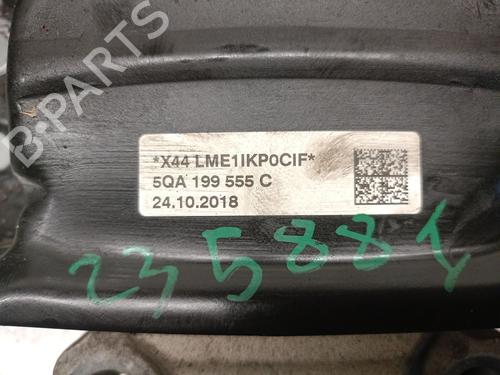 *X44 LME1IKP0CIF*
5QA 199 555 C
24.10.2018
235881
B-PARTS